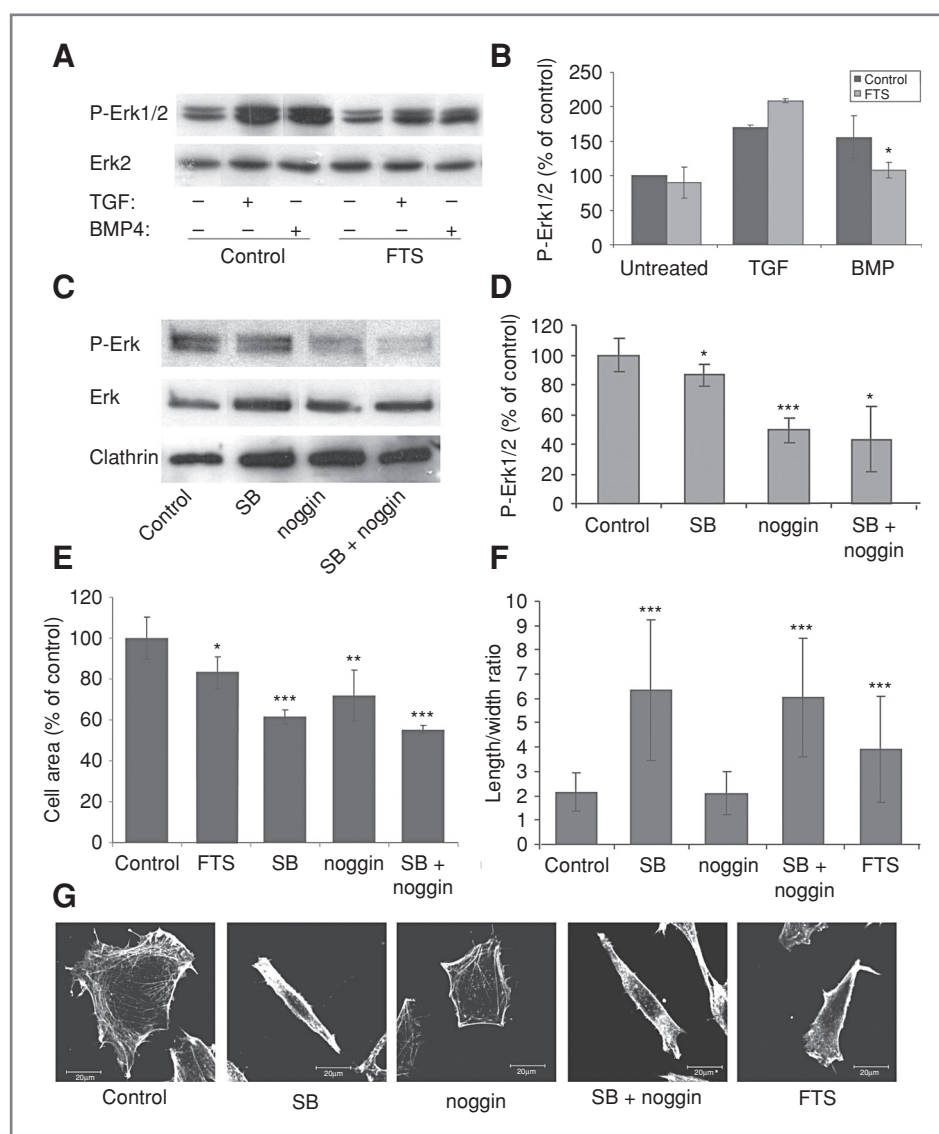 A
P-Erk1/2
Erk2
TGF: – + – – + –
BMP4: – – + – – +
Control FTS
B
P-Erk1/2 (% of control)
250
200
150
100
50
0
Control
FTS
*
Untreated TGF BMP
C
P-Erk
Erk
Clathrin
Control SB noggin SB + noggin
D
P-Erk1/2 (% of control)
120
100
80
60
40
20
0
* *** *
Control SB noggin SB +
noggin
E
Cell area (% of control)
120
100
80
60
40
20
0
* *** ** ***
Control FTS SB noggin SB +
noggin
F
Length/width ratio
10
9
8
7
6
5
4
3
2
1
0
*** *** ***
Control SB noggin SB + FTS
noggin
G
20µm 20µm 20µm 20µm 20µm
Control SB noggin SB + noggin FTS